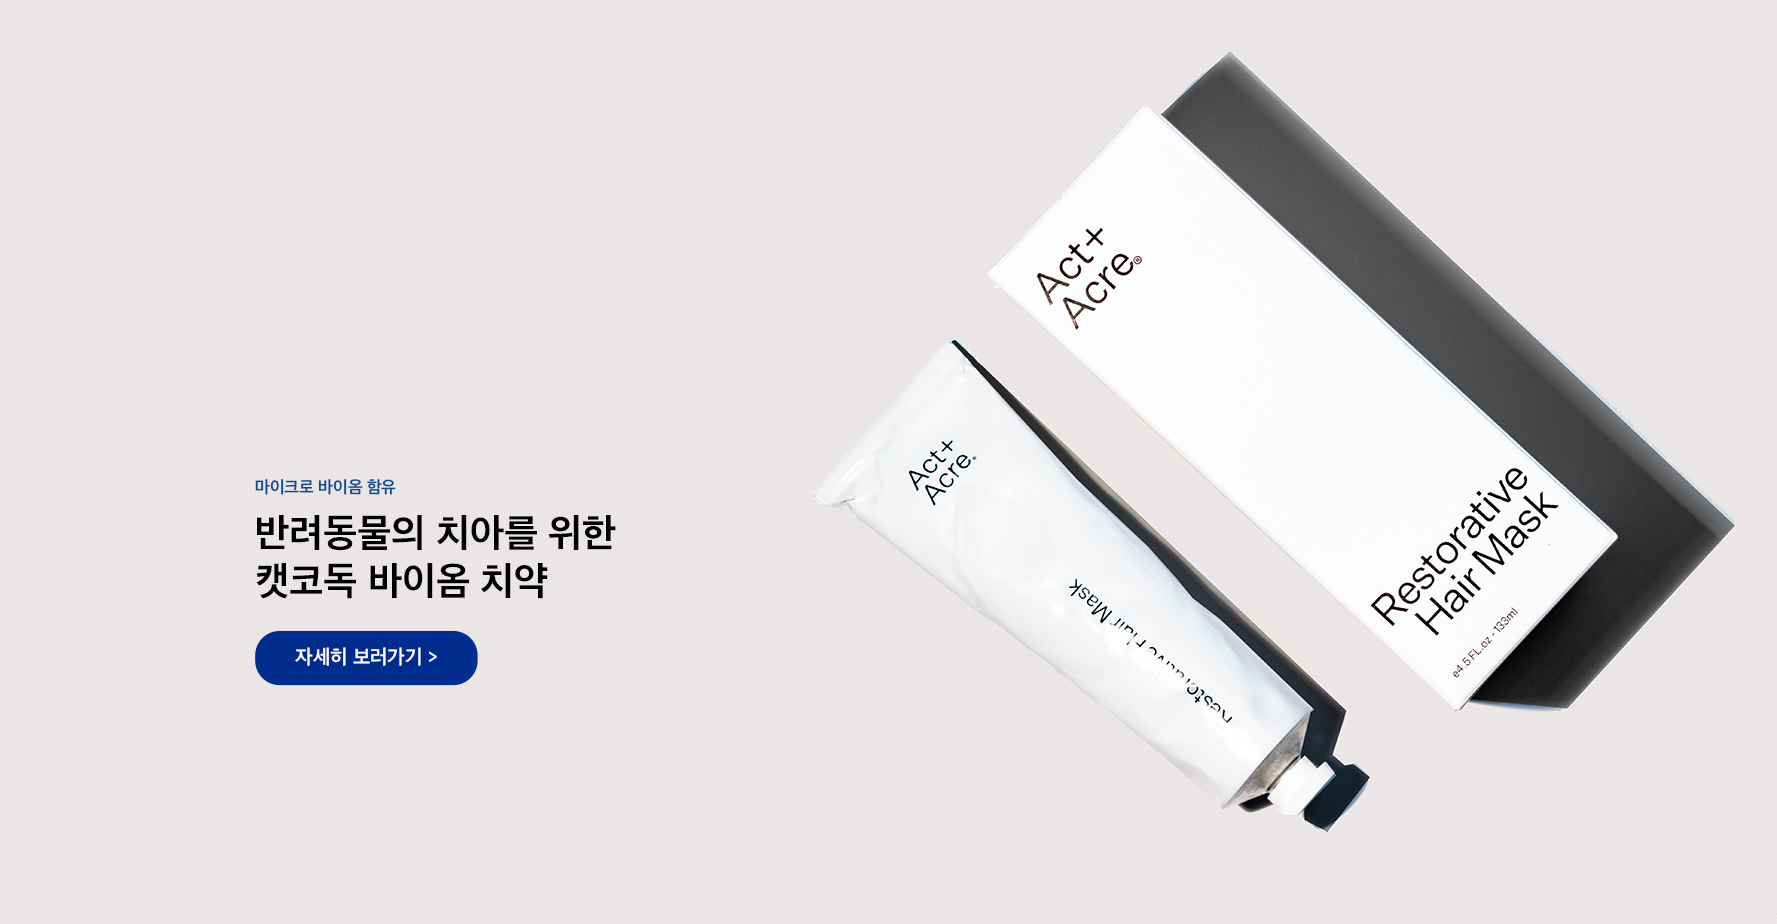 마이크로 바이옴 함유
반려동물의 치아를 위한
캣코독 바이옴 치약
자세히 보러가기 >
Act+
Acre®
Restorative
Hair Mask
e4.5 FL.oz - 133ml
Act+
Acre®
Restorative Hair Mask